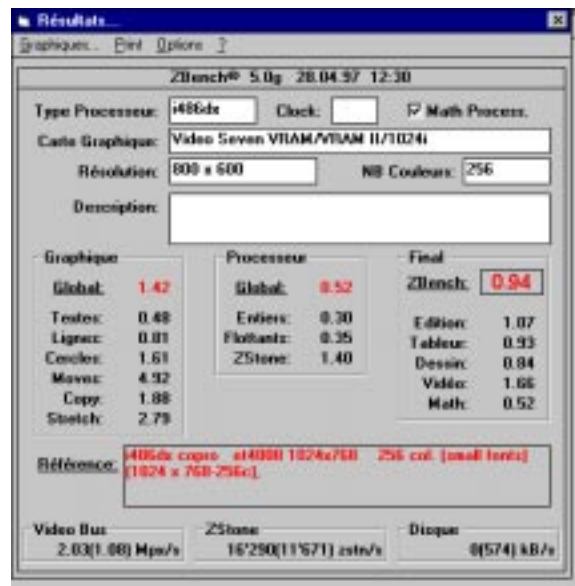 Résultats...
Graphiques... Print Options ?
ZBench® 5.0g 28.04.97 12:30
Type Processeur: i486dx Clock: Math Process.
Carte Graphique: Video Seven VRAM/VRAM II/1024i
Résolution: 800 x 600 NB Couleurs: 256
Description:
Graphique Processeur Final
Global: 1.42 Global: 0.52 ZBench: 0.94
Textes: 0.48 Entiers: 0.30 Edition: 1.07
Lignes: 0.81 Flottants: 0.35 Tableur: 0.93
Cercles: 1.61 ZStone: 1.40 Dessin: 0.84
Moves: 4.92 Vidéo: 1.66
Copy: 1.88 Math: 0.52
Stretch: 2.79
Référence: i486dx copro et4000 1024x768 256 col. (small fonts)
(1024 x 768-256c),
Video Bus ZStone Disque
2.03(1.08) Mpx/s 16'290(11'671) zstn/s 0(574) kB/s